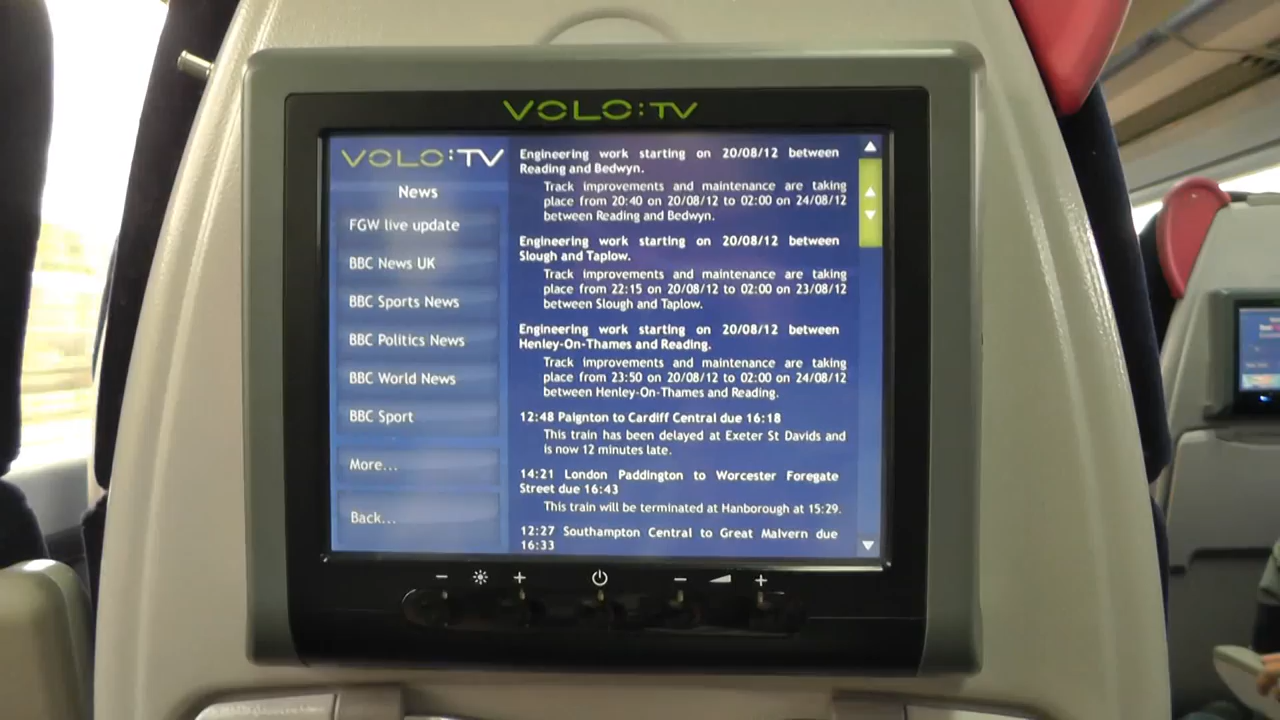 VOLO:TV
VOLO:TV
News
FGW live update
BBC News UK
BBC Sports News
BBC Politics News
BBC World News
BBC Sport
More...
Back...
Engineering work starting on 20/08/12 between
Reading and Bedwyn.
Track improvements and maintenance are taking
place from 20:40 on 20/08/12 to 02:00 on 24/08/12
between Reading and Bedwyn.
Engineering work starting on 20/08/12 between
Slough and Taplow.
Track improvements and maintenance are taking
place from 22:15 on 20/08/12 to 02:00 on 23/08/12
between Slough and Taplow.
Engineering work starting on 20/08/12 between
Henley-On-Thames and Reading.
Track improvements and maintenance are taking
place from 23:50 on 20/08/12 to 02:00 on 24/08/12
between Henley-On-Thames and Reading.
12:48 Paignton to Cardiff Central due 16:18
This train has been delayed at Exeter St Davids and
is now 12 minutes late.
14:21 London Paddington to Worcester Foregate
Street due 16:43
This train will be terminated at Hanborough at 15:29.
12:27 Southampton Central to Great Malvern due
16:33